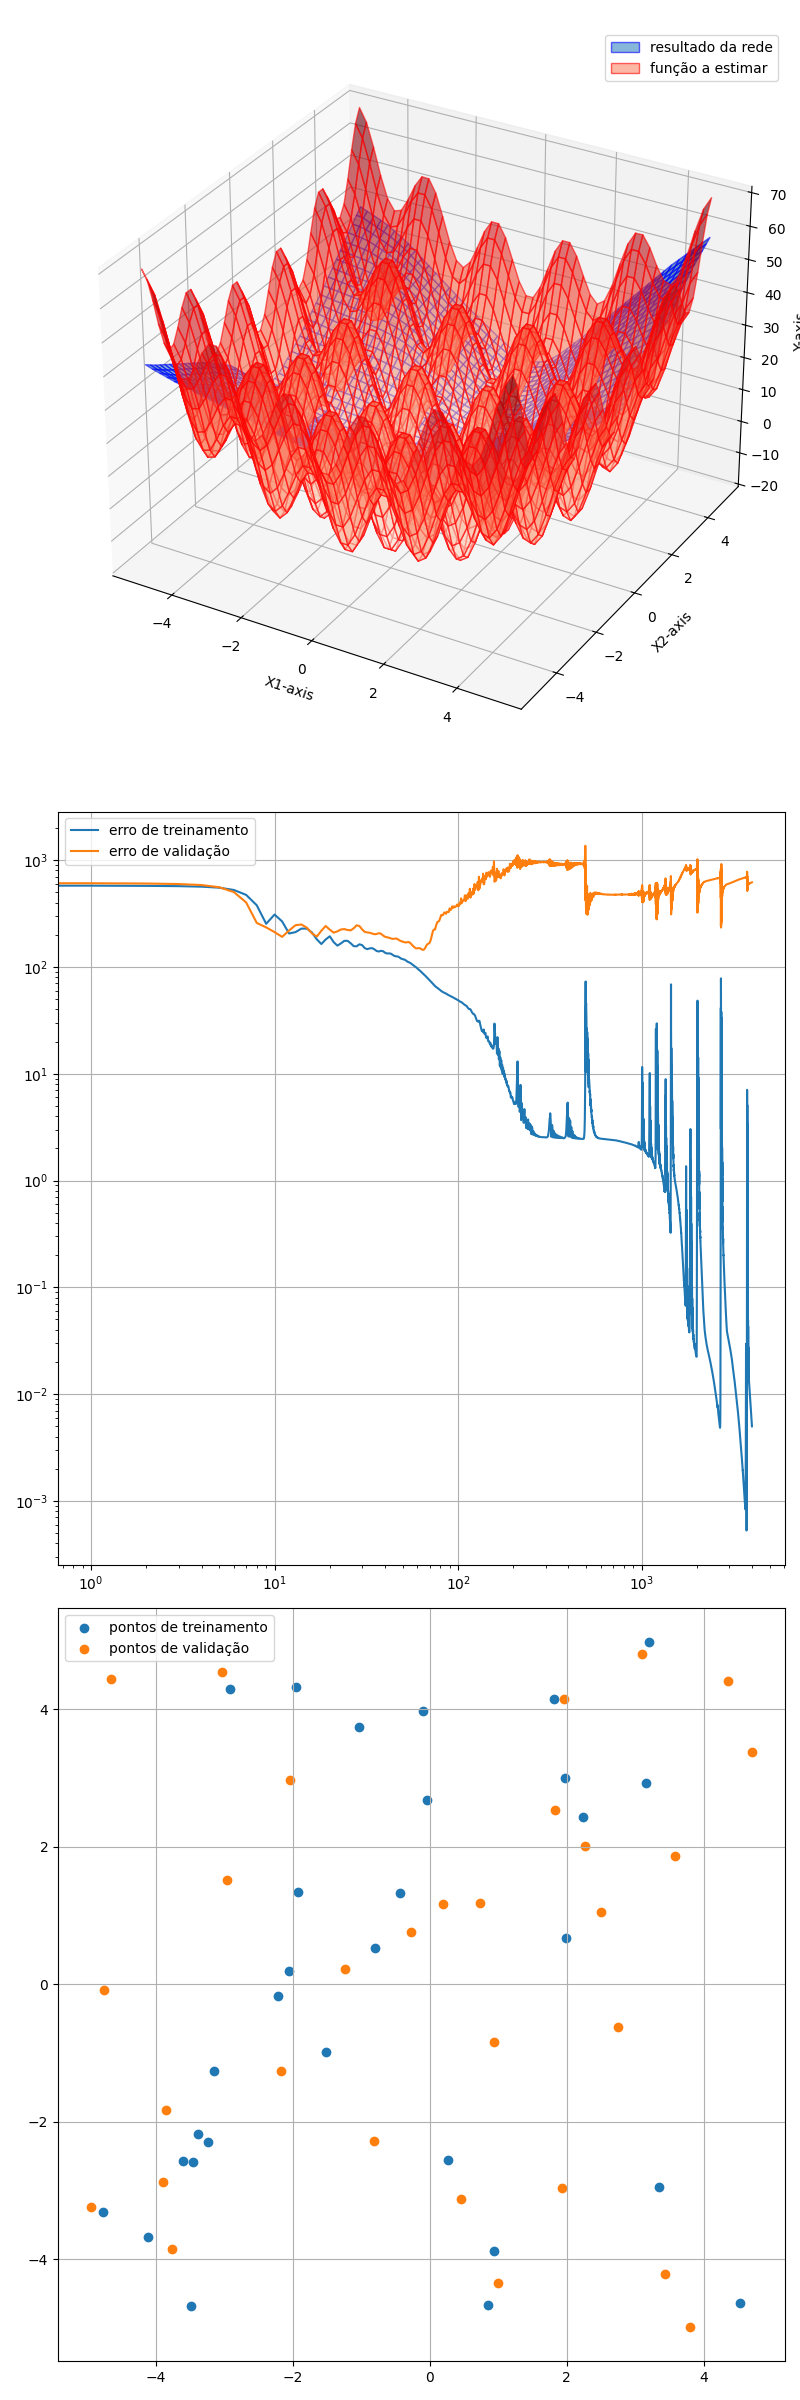 resultado da rede
função a estimar
70
60
50
40
30
20
10
0
−10
−20
Y-axis
−4
−2
0
2
4
X1-axis
−4
−2
0
2
4
X2-axis
erro de treinamento
erro de validação
10³
10²
10¹
10⁰
10⁻¹
10⁻²
10⁻³
10⁰ 10¹ 10² 10³
pontos de treinamento
pontos de validação
4
2
0
−2
−4
−4 −2 0 2 4